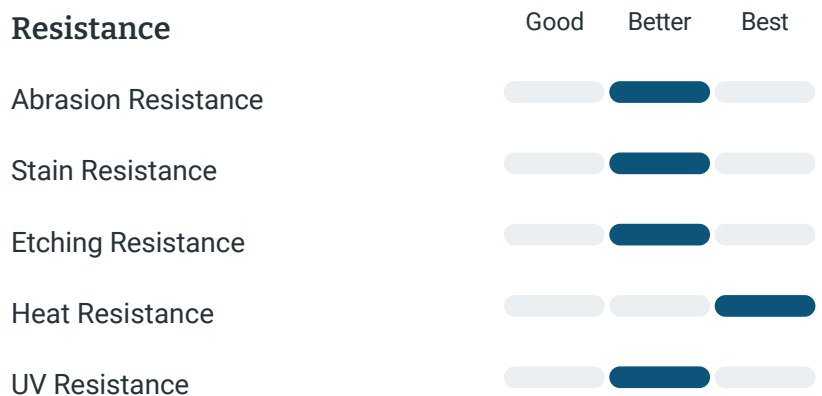 Resistance Good Better Best
Abrasion Resistance
Stain Resistance
Etching Resistance
Heat Resistance
UV Resistance